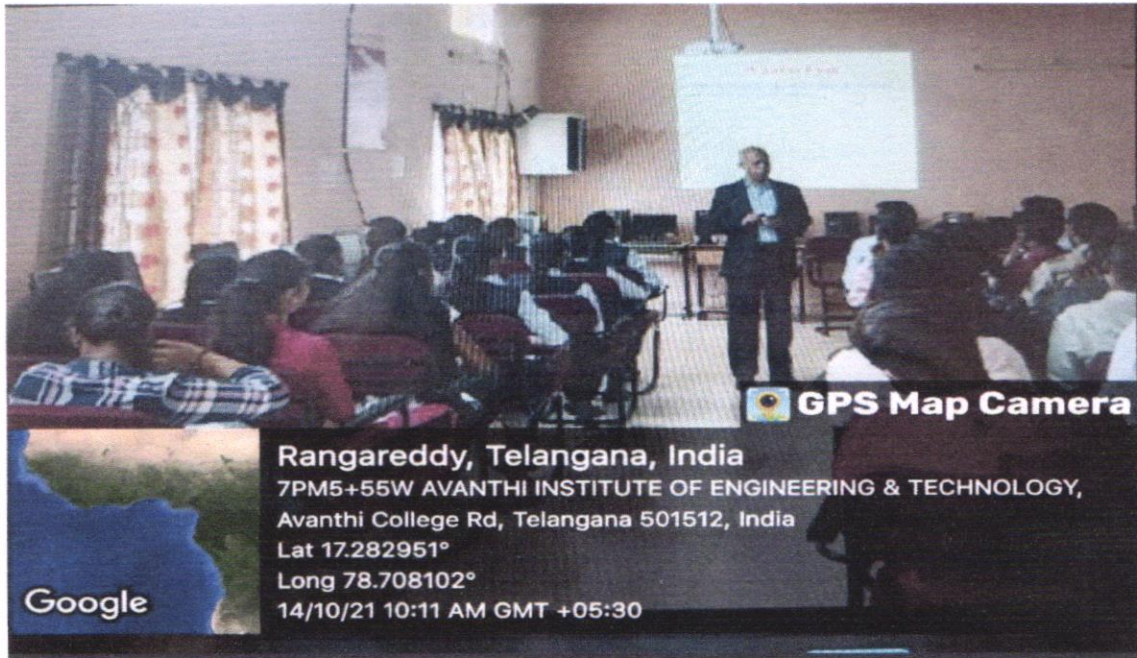 GPS Map Camera
Rangareddy, Telangana, India
7PM5+55W AVANTHI INSTITUTE OF ENGINEERING & TECHNOLOGY,
Avanthi College Rd, Telangana 501512, India
Lat 17.282951°
Long 78.708102°
14/10/21 10:11 AM GMT +05:30
Google